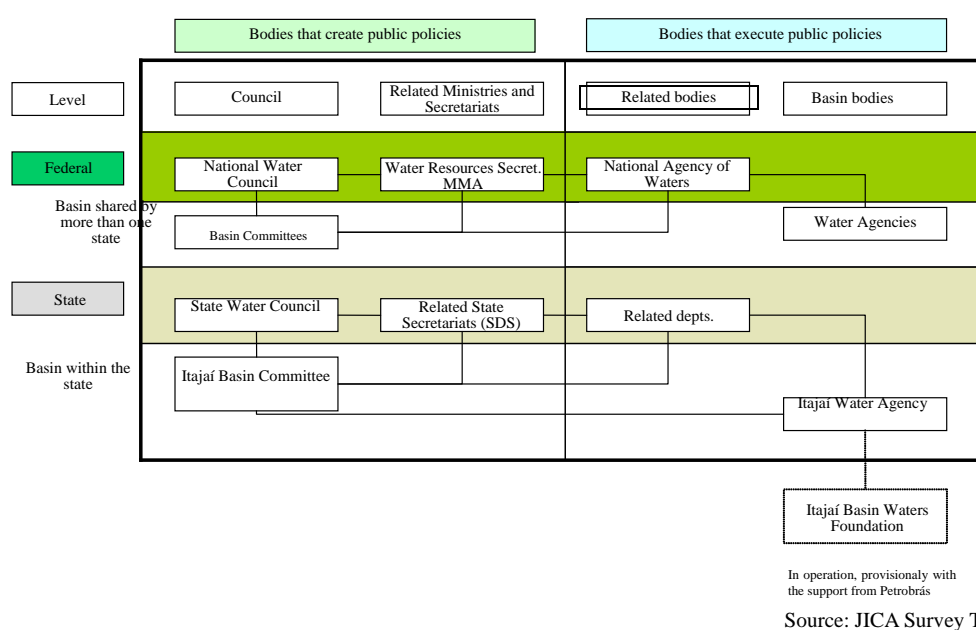 Bodies that create public policies
Bodies that execute public policies
Level
Council
Related Ministries and
Secretariats
Related bodies
Basin bodies
Federal
National Water
Council
Water Resources Secret.
MMA
National Agency of
Waters
Basin shared by
more than one
state
Basin Committees
Water Agencies
State
State Water Council
Related State
Secretariats (SDS)
Related depts.
Basin within the
state
Itajaí Basin Committee
Itajaí Water Agency
Itajaí Basin Waters
Foundation
In operation, provisionaly with
the support from Petrobrás
Source: JICA Survey T